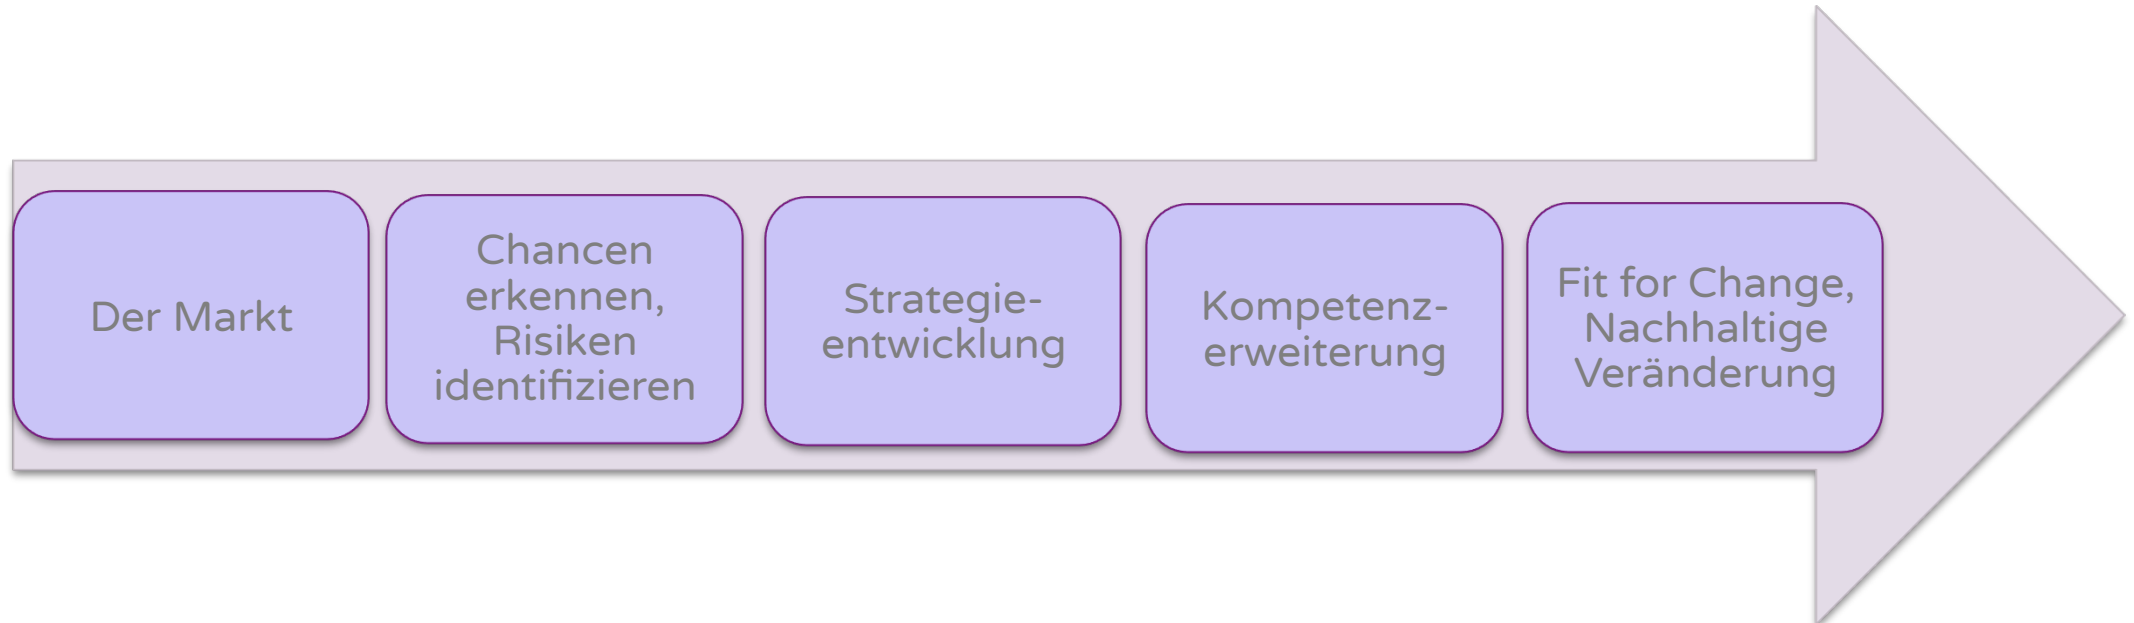 Der Markt
Chancen
erkennen,
Risiken
identifizieren
Strategie-
entwicklung
Kompetenz-
erweiterung
Fit for Change,
Nachhaltige
Veränderung